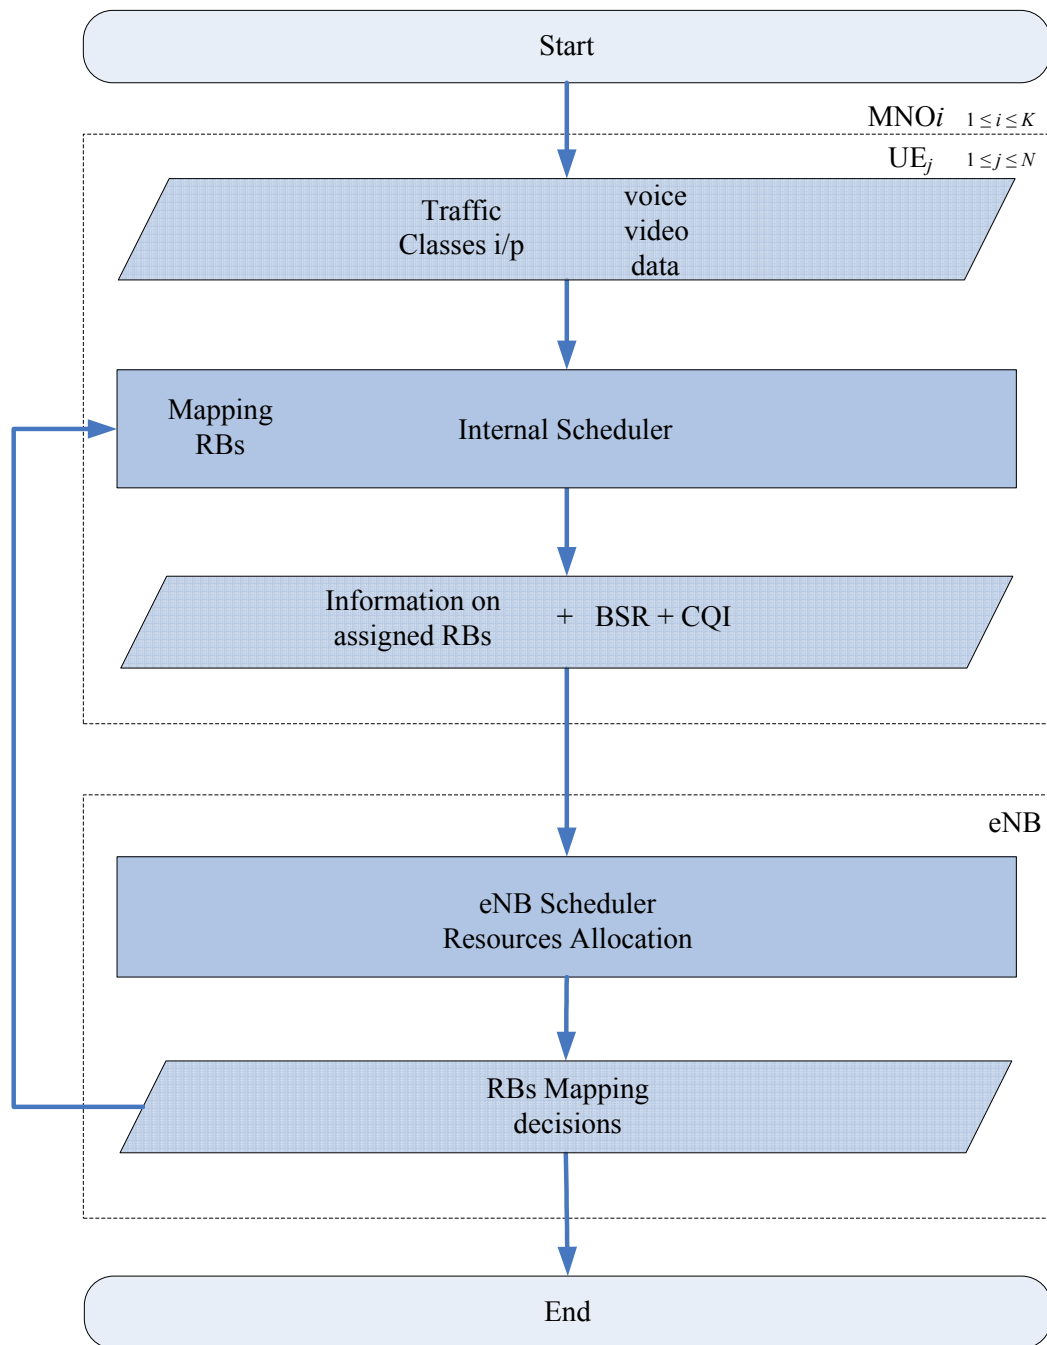 Start
MNOi 1 ≤ i ≤ K
UEj 1 ≤ j ≤ N
Traffic
Classes i/p
voice
video
data
Mapping
RBs
Internal Scheduler
Information on
assigned RBs
+ BSR + CQI
eNB
eNB Scheduler
Resources Allocation
RBs Mapping
decisions
End